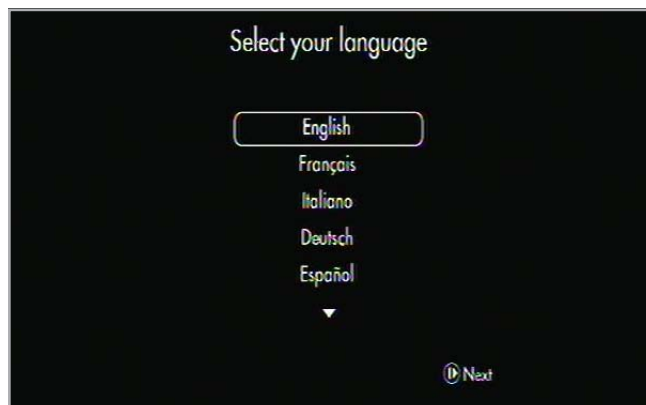 Select your language
English
Français
Italiano
Deutsch
Español
Next